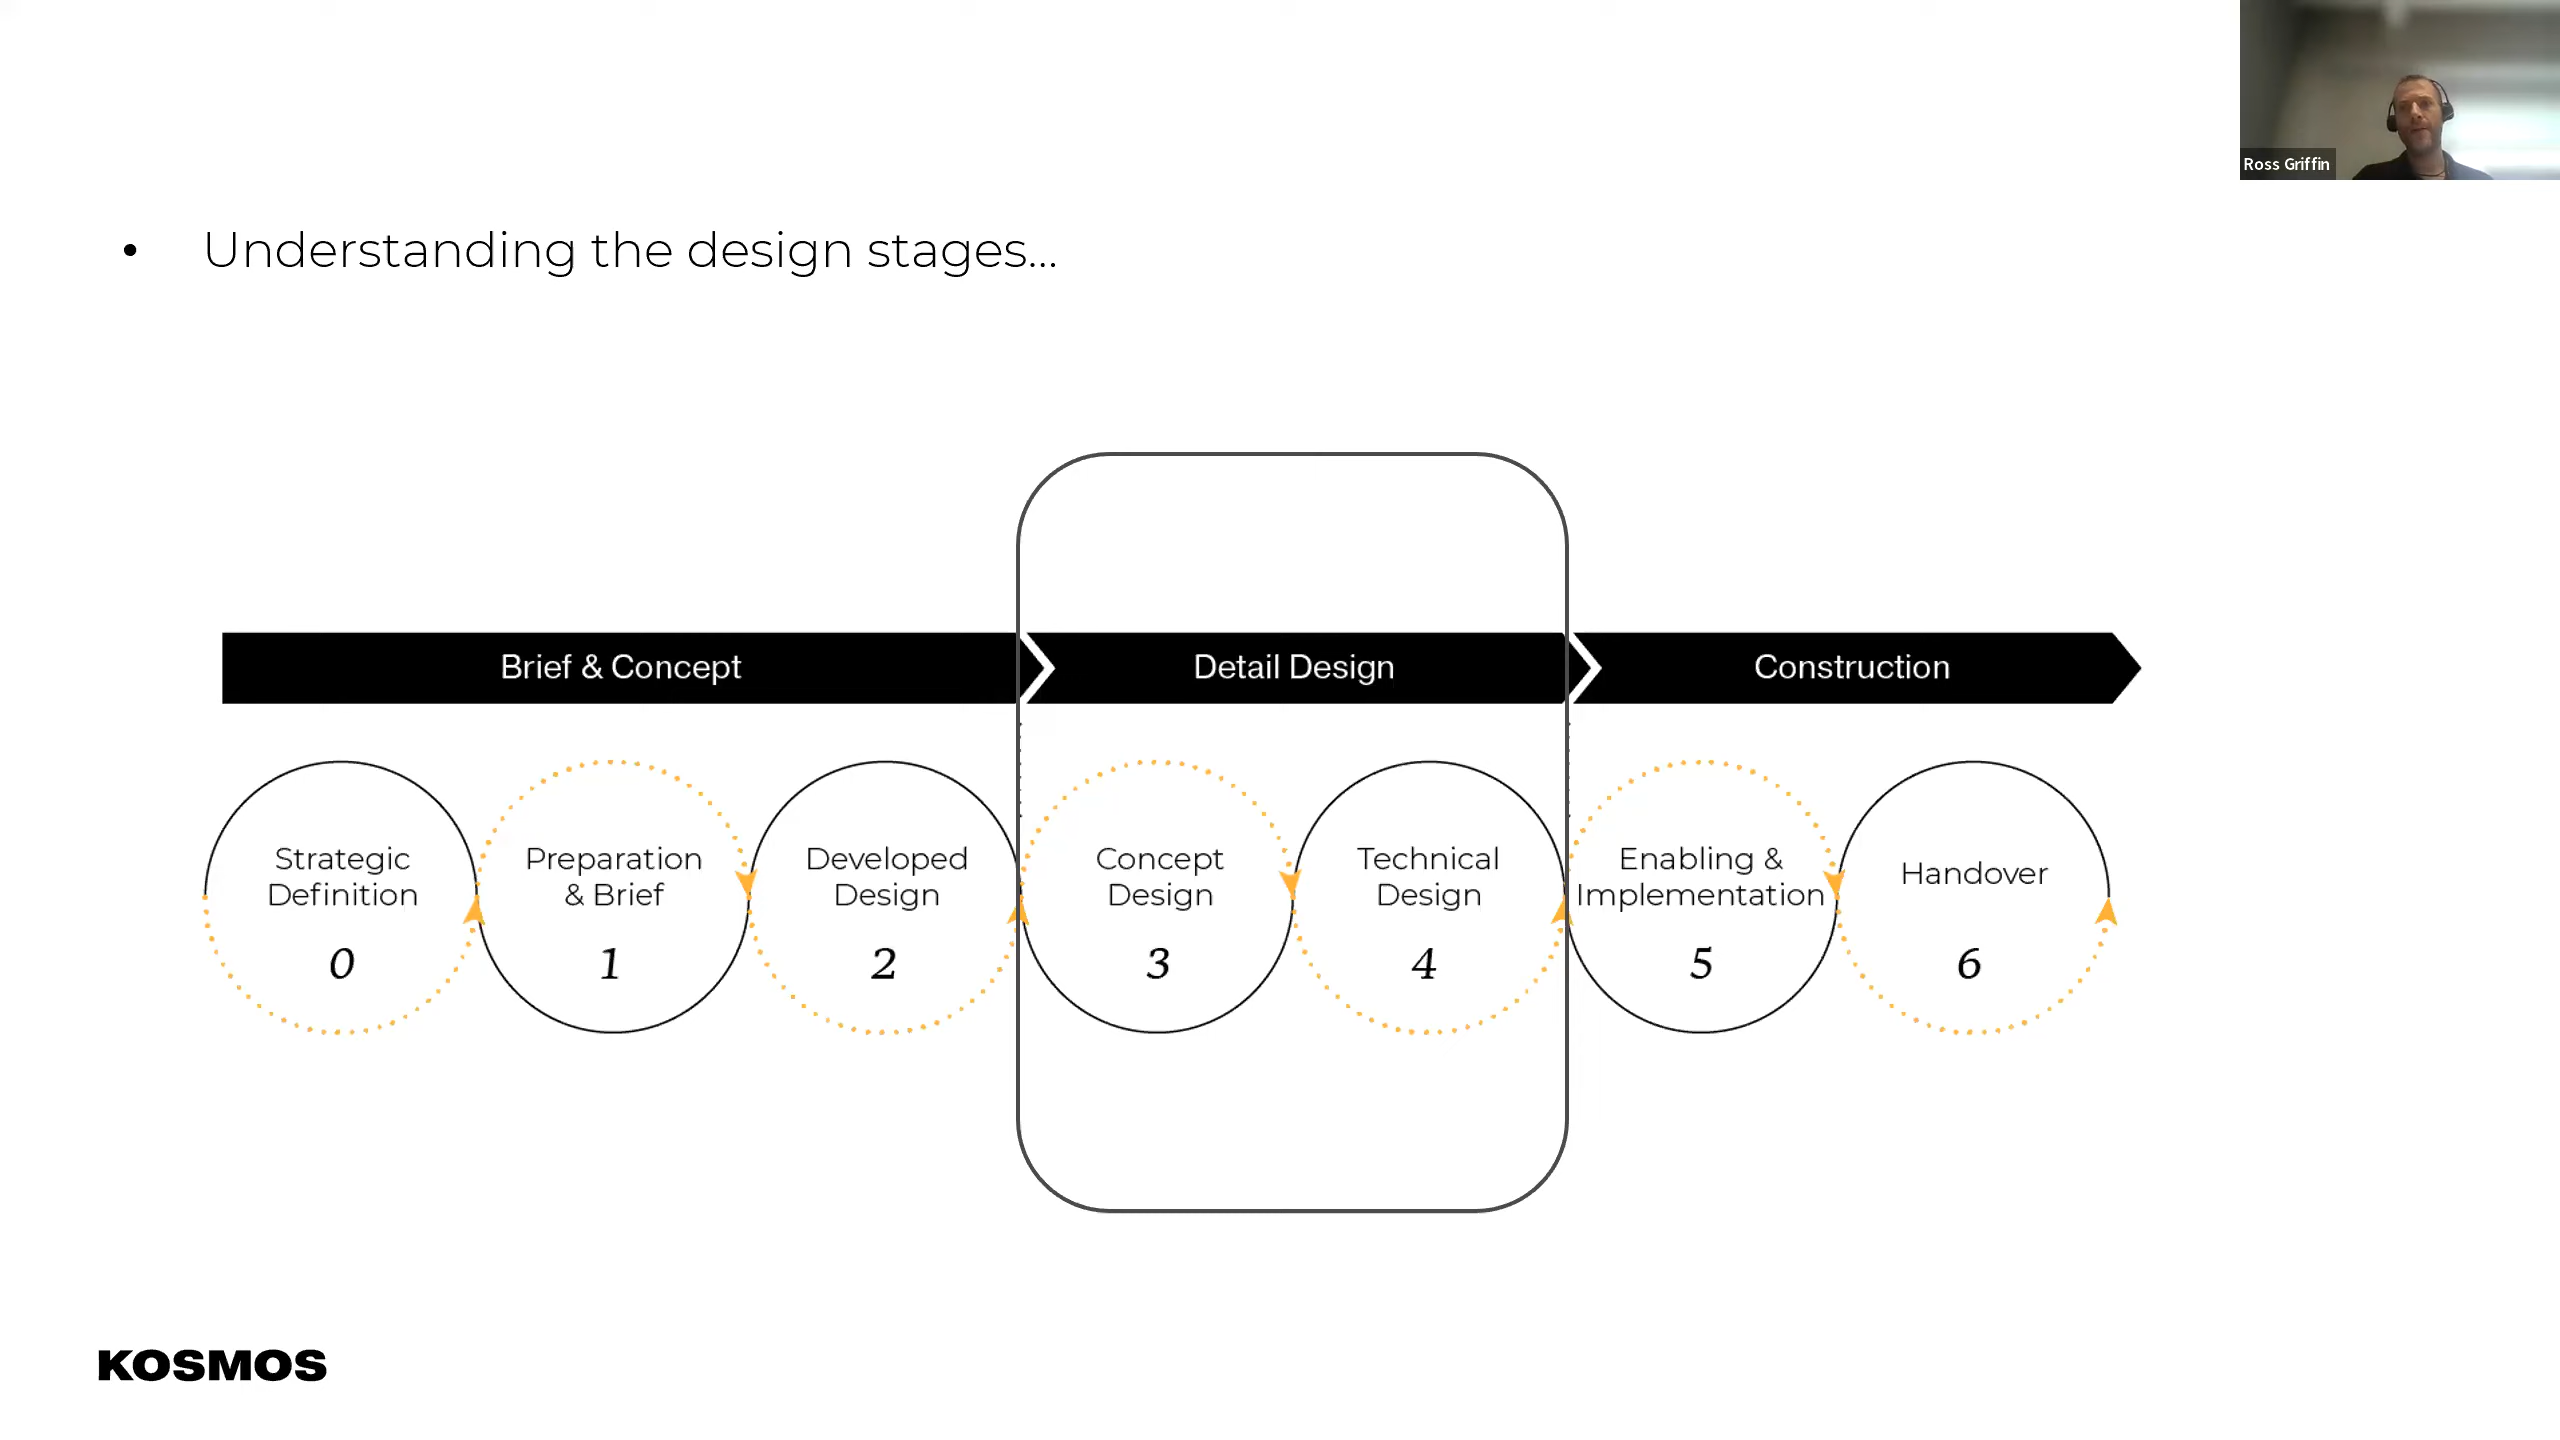 Ross Griffin
• Understanding the design stages...
Brief & Concept
Detail Design
Construction
Strategic
Definition
0
Preparation
& Brief
1
Developed
Design
2
Concept
Design
3
Technical
Design
4
Enabling &
Implementation
5
Handover
6
KOSMOS